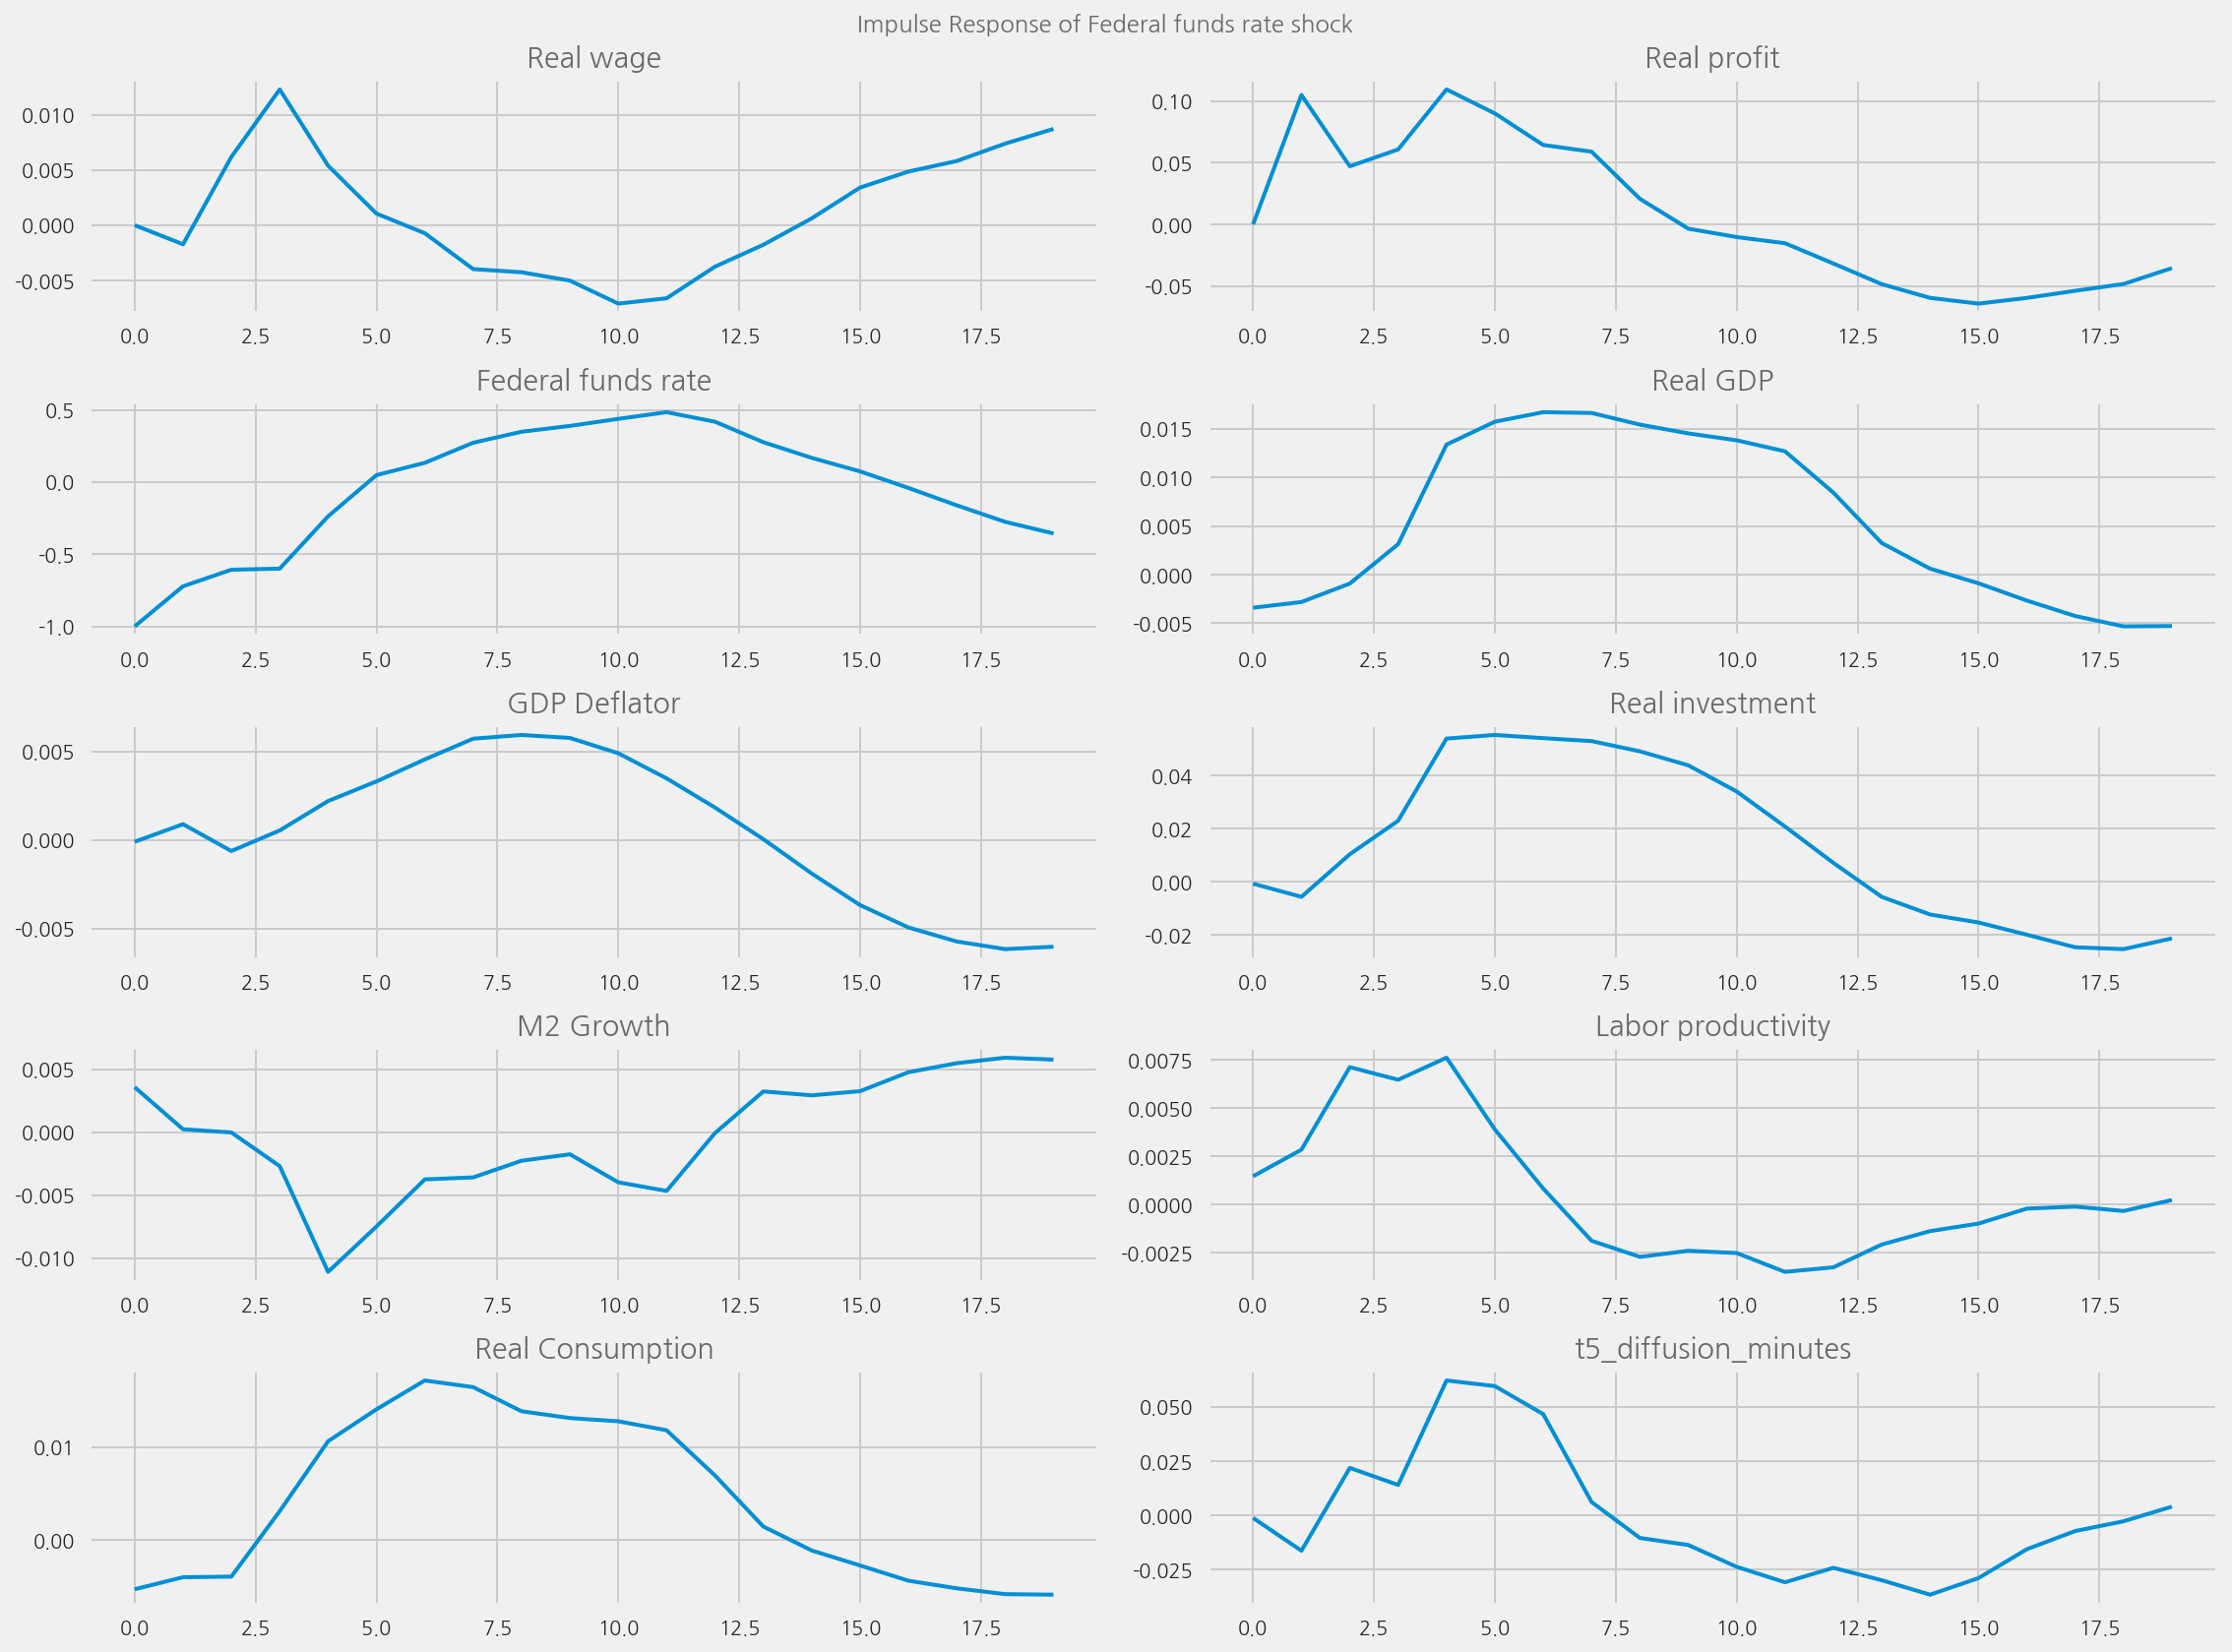 Impulse Response of Federal funds rate shock
Real wage
0.010
0.005
0.000
-0.005
0.0 2.5 5.0 7.5 10.0 12.5 15.0 17.5
Real profit
0.10
0.05
0.00
-0.05
0.0 2.5 5.0 7.5 10.0 12.5 15.0 17.5
Federal funds rate
0.5
0.0
-0.5
-1.0
0.0 2.5 5.0 7.5 10.0 12.5 15.0 17.5
Real GDP
0.015
0.010
0.005
0.000
-0.005
0.0 2.5 5.0 7.5 10.0 12.5 15.0 17.5
GDP Deflator
0.005
0.000
-0.005
0.0 2.5 5.0 7.5 10.0 12.5 15.0 17.5
Real investment
0.04
0.02
0.00
-0.02
0.0 2.5 5.0 7.5 10.0 12.5 15.0 17.5
M2 Growth
0.005
0.000
-0.005
-0.010
0.0 2.5 5.0 7.5 10.0 12.5 15.0 17.5
Labor productivity
0.0075
0.0050
0.0025
0.0000
-0.0025
0.0 2.5 5.0 7.5 10.0 12.5 15.0 17.5
Real Consumption
0.01
0.00
0.0 2.5 5.0 7.5 10.0 12.5 15.0 17.5
t5_diffusion_minutes
0.050
0.025
0.000
-0.025
0.0 2.5 5.0 7.5 10.0 12.5 15.0 17.5